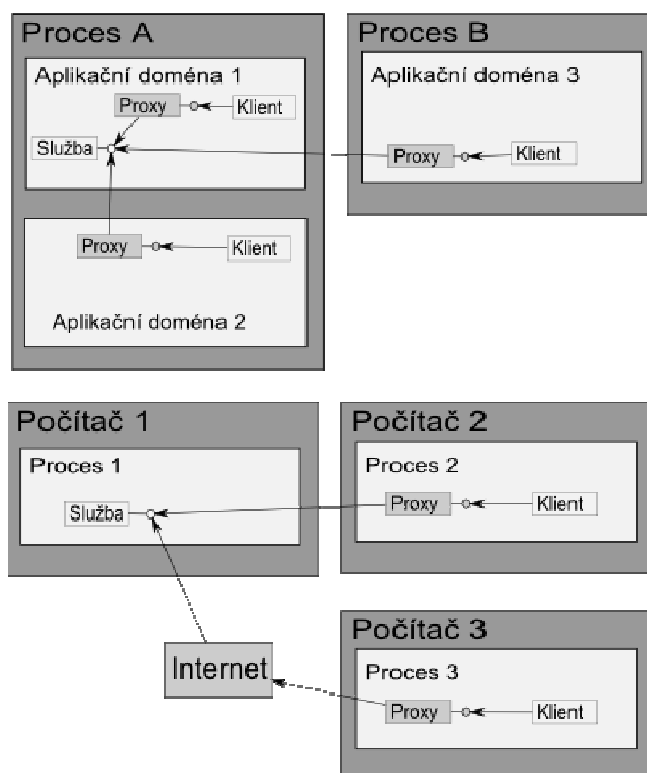 Proces A
Aplikační doména 1
Proxy
Klient
Služba
Proxy
Klient
Aplikační doména 2
Proces B
Aplikační doména 3
Proxy
Klient
Počítač 1
Proces 1
Služba
Počítač 2
Proces 2
Proxy
Klient
Internet
Počítač 3
Proces 3
Proxy
Klient